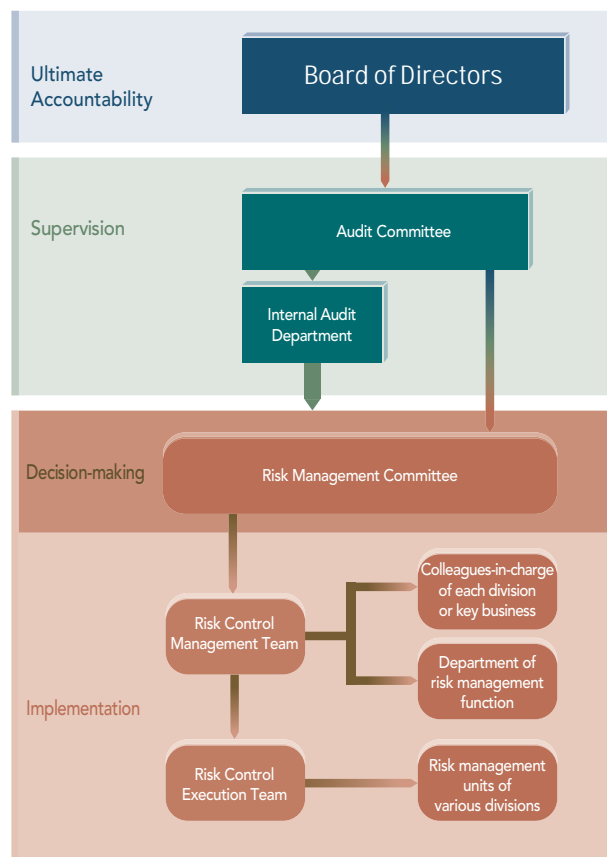 Ultimate
Accountability
Board of Directors
Supervision
Audit Committee
Internal Audit
Department
Decision-making
Risk Management Committee
Colleagues-in-charge
of each division
or key business
Risk Control
Management Team
Department of
risk management
function
Implementation
Risk Control
Execution Team
Risk management
units of
various divisions